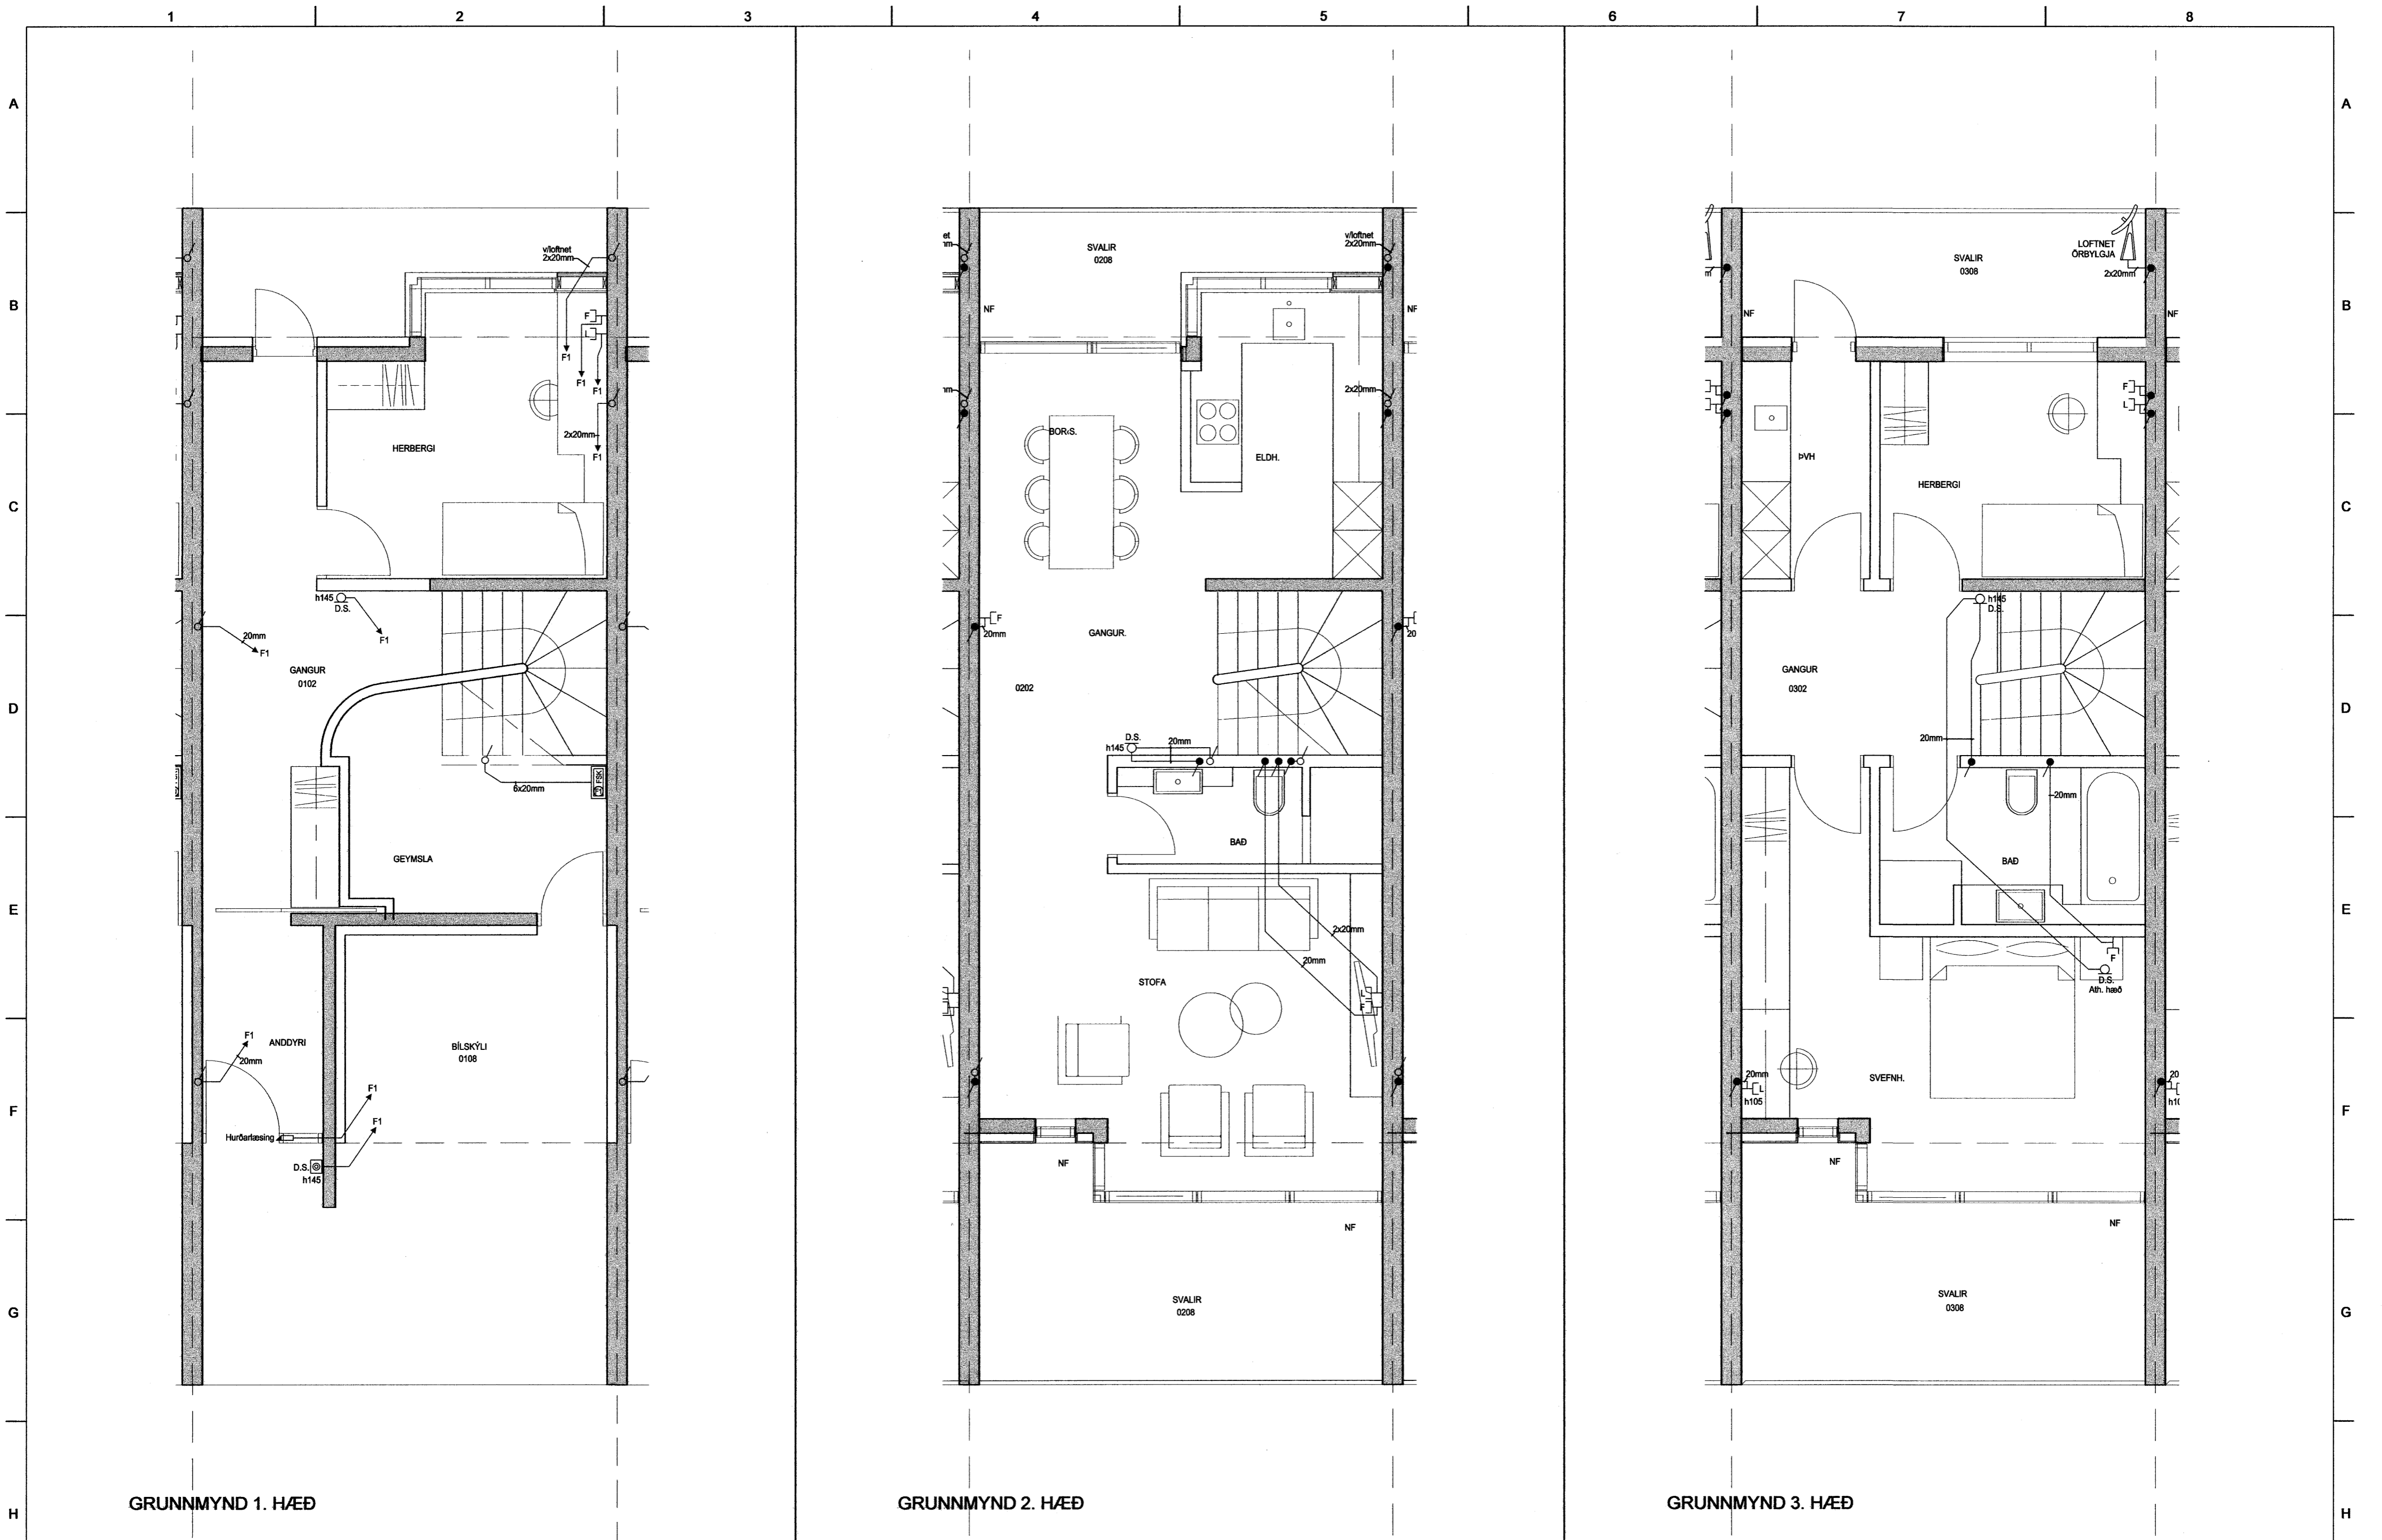 1 2 3 4 5 6 7 8
A
B
C
D
E
F
G
H
v/loftnet
2x20mm
F
L
F1
F1
F1
2x20mm
F1
HERBERGI
h145
D.S.
F1
20mm
F1
GANGUR
0102
6x20mm
FSK
GEYMSLA
F1
20mm
ANDDYRI
BÍLSKÝLI
0108
F1
F1
Hurðarlæsing
D.S.
h145
GRUNNMYND 1. HÆÐ
et
SVALIR
0208
v/loftnet
2x20mm
NF
NF
2x20mm
BORÐS.
ELDH.
F
20mm
GANGUR.
20
0202
D.S.
h145
20mm
BAÐ
2x20mm
20mm
STOFA
L
F
NF
NF
SVALIR
0208
GRUNNMYND 2. HÆÐ
SVALIR
0308
LOFTNET
ÖRBYLGJA
2x20mm
NF
NF
F
L
ÞVH
HERBERGI
h145
D.S.
GANGUR
0302
20mm
20mm
BAÐ
F
D.S.
Ath. hæð
20mm
L
h105
SVEFNH.
20
NF
NF
SVALIR
0308
GRUNNMYND 3. HÆÐ
A
B
C
D
E
F
G
H